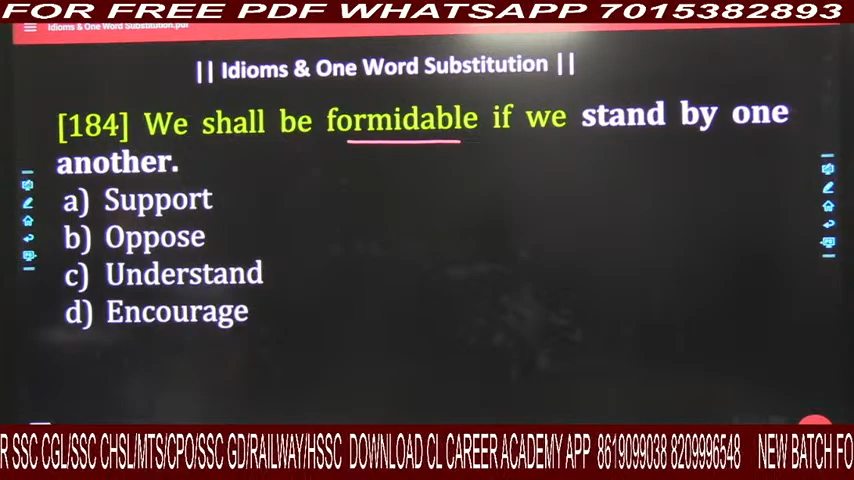 FOR FREE PDF WHATSAPP 7015382893
Idioms & One Word Substitution.pdf
|| Idioms & One Word Substitution ||
[184] We shall be formidable if we stand by one
another.
a) Support
b) Oppose
c) Understand
d) Encourage
R SSC CGL/SSC CHSL/MTS/CPO/SSC GD/RAILWAY/HSSC DOWNLOAD CL CAREER ACADEMY APP 8619099038 8209996548 NEW BATCH FO